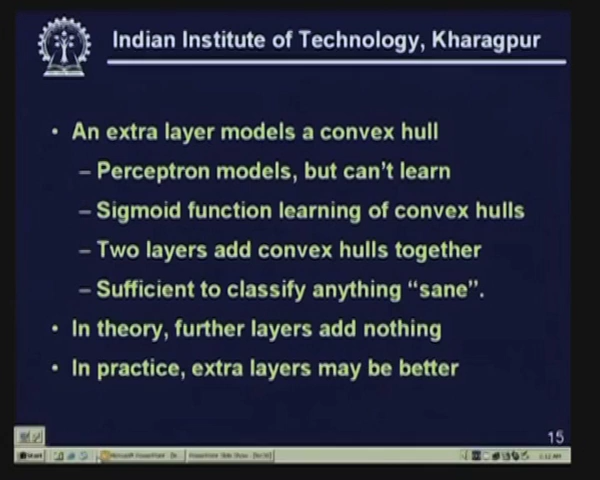 Indian Institute of Technology, Kharagpur
• An extra layer models a convex hull
– Perceptron models, but can't learn
– Sigmoid function learning of convex hulls
– Two layers add convex hulls together
– Sufficient to classify anything “sane”.
• In theory, further layers add nothing
• In practice, extra layers may be better
15
Start